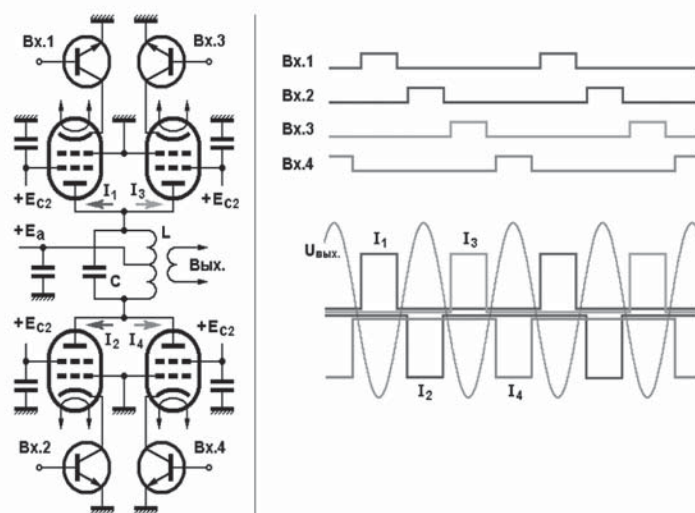 Вх.1
Вх.3
+EC2
I1
I3
+EC2
+Ea
L
C
Вых.
+EC2
I2
I4
+EC2
Вх.2
Вх.4
Вх.1
Вх.2
Вх.3
Вх.4
Uвых.
I1
I3
I2
I4